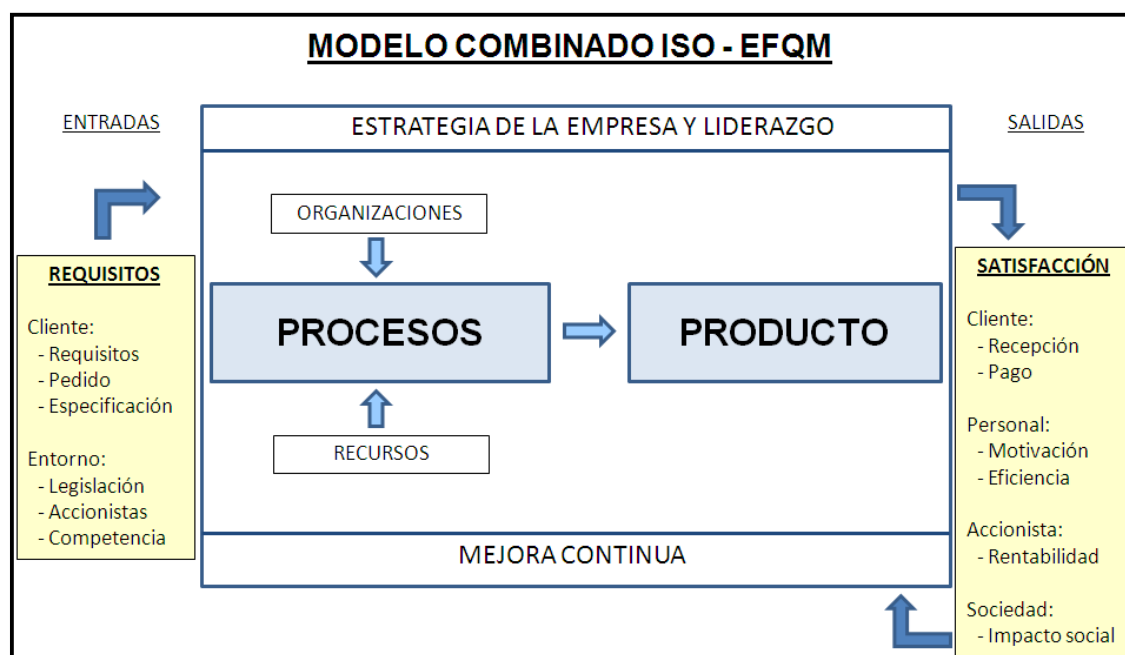 MODELO COMBINADO ISO - EFQM
ENTRADAS
ESTRATEGIA DE LA EMPRESA Y LIDERAZGO
SALIDAS
ORGANIZACIONES
REQUISITOS
Cliente:
- Requisitos
- Pedido
- Especificación
Entorno:
- Legislación
- Accionistas
- Competencia
PROCESOS
PRODUCTO
RECURSOS
MEJORA CONTINUA
SATISFACCIÓN
Cliente:
- Recepción
- Pago
Personal:
- Motivación
- Eficiencia
Accionista:
- Rentabilidad
Sociedad:
- Impacto social